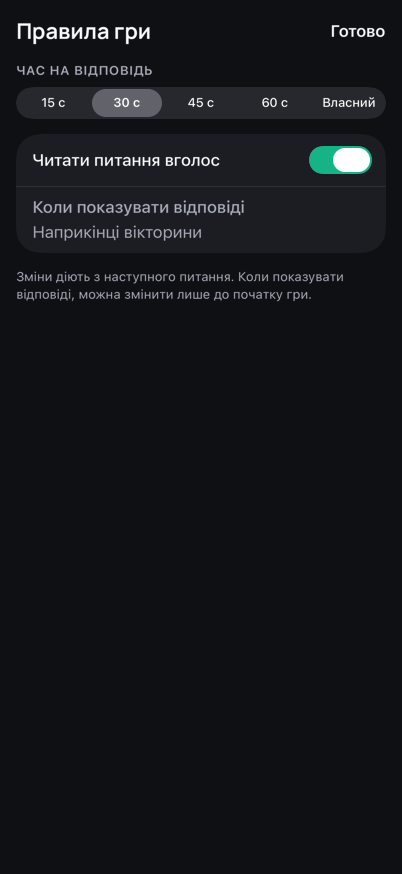 Правила гри
Готово
ЧАС НА ВІДПОВІДЬ
15 с
30 с
45 с
60 с
Власний
Читати питання вголос
Коли показувати відповіді
Наприкінці вікторини
Зміни діють з наступного питання. Коли показувати
відповіді, можна змінити лише до початку гри.